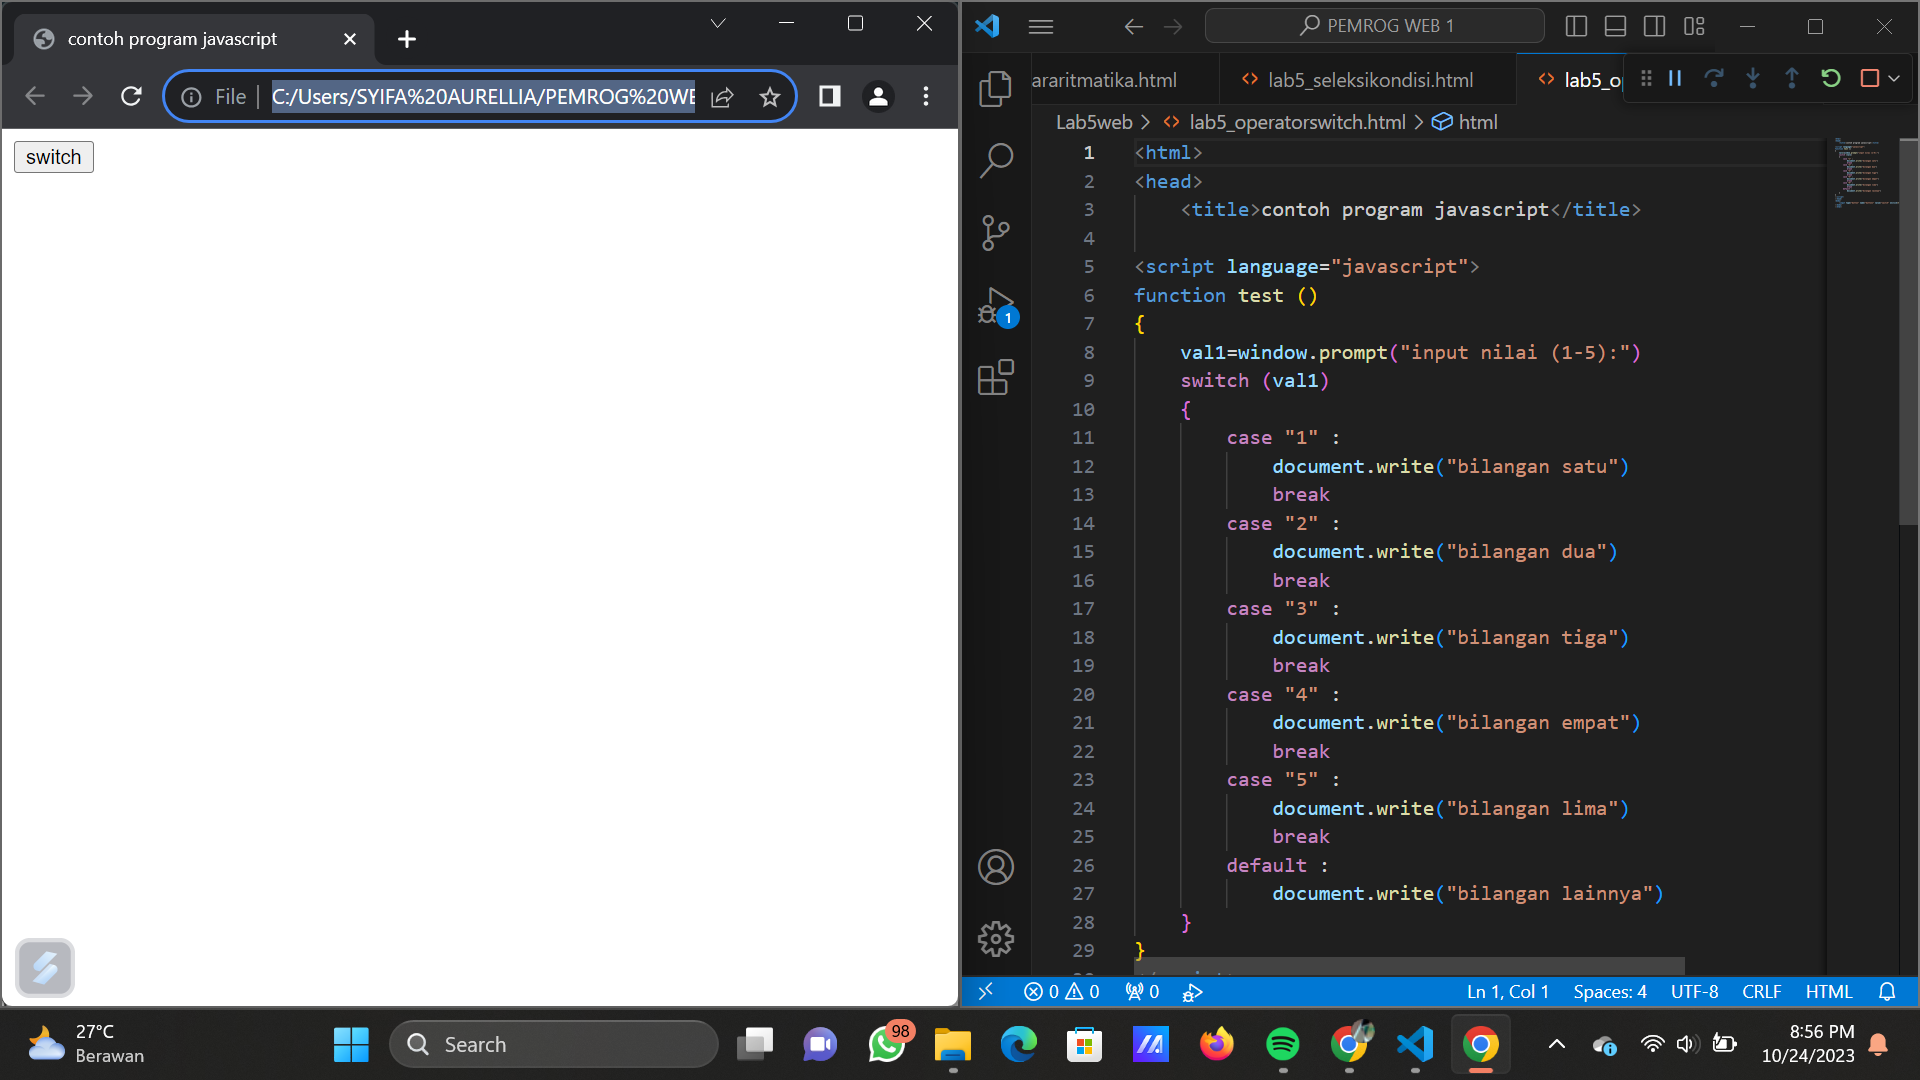 contoh program javascript
File
C:/Users/SYIFA%20AURELLIA/PEMROG%20WE
switch
PEMROG WEB 1
araritmatika.html
lab5_seleksikondisi.html
lab5_o
Lab5web > lab5_operatorswitch.html > html
1 <html>
2 <head>
3 <title>contoh program javascript</title>
4
5 <script language="javascript">
6 function test ()
7 {
8 val1=window.prompt("input nilai (1-5):")
9 switch (val1)
10 {
11 case "1" :
12 document.write("bilangan satu")
13 break
14 case "2" :
15 document.write("bilangan dua")
16 break
17 case "3" :
18 document.write("bilangan tiga")
19 break
20 case "4" :
21 document.write("bilangan empat")
22 break
23 case "5" :
24 document.write("bilangan lima")
25 break
26 default :
27 document.write("bilangan lainnya")
28 }
29 }
1
0 0 0
Ln 1, Col 1 Spaces: 4 UTF-8 CRLF HTML
27°C
Berawan
Search
98
8:56 PM
10/24/2023